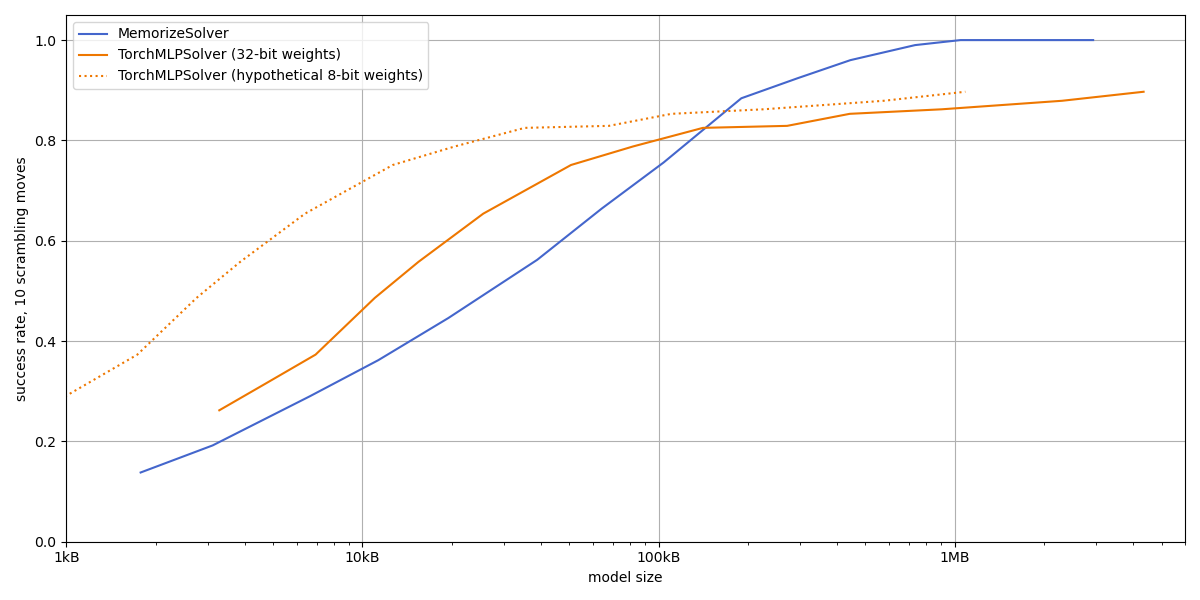 MemorizeSolver
TorchMLPSolver (32-bit weights)
TorchMLPSolver (hypothetical 8-bit weights)
success rate, 10 scrambling moves
1.0
0.8
0.6
0.4
0.2
0.0
1kB 10kB 100kB 1MB
model size